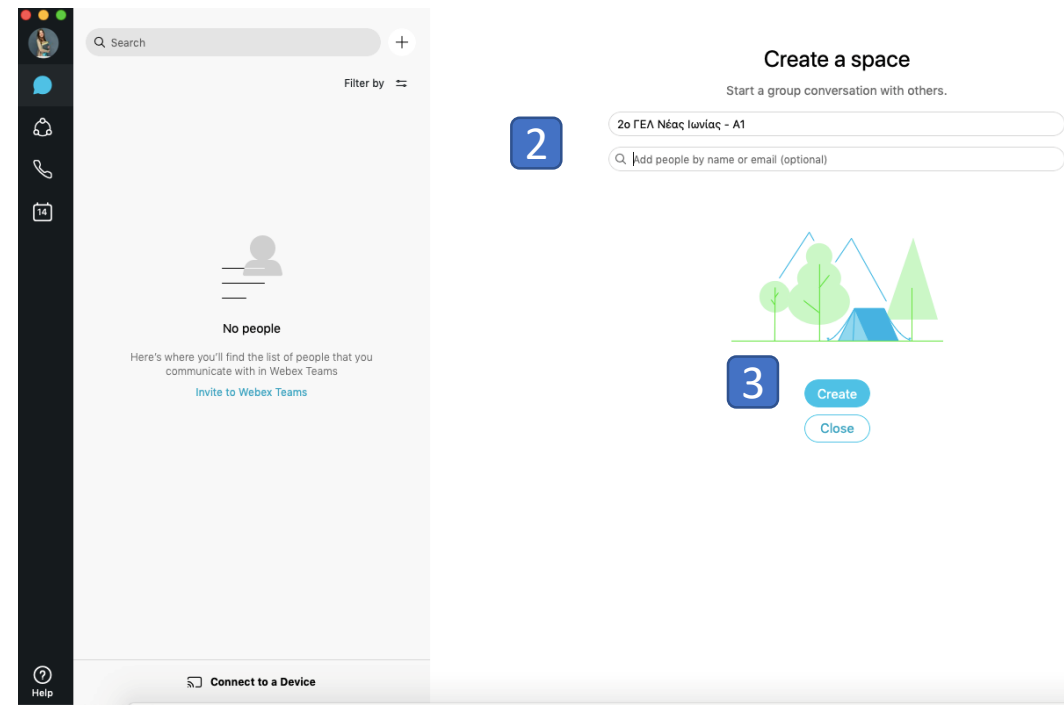 Search
Filter by
14
No people
Here's where you'll find the list of people that you
communicate with in Webex Teams
Invite to Webex Teams
Connect to a Device
Help
Create a space
Start a group conversation with others.
2
2ο ΓΕΛ Νέας Ιωνίας - Α1
Add people by name or email (optional)
3
Create
Close